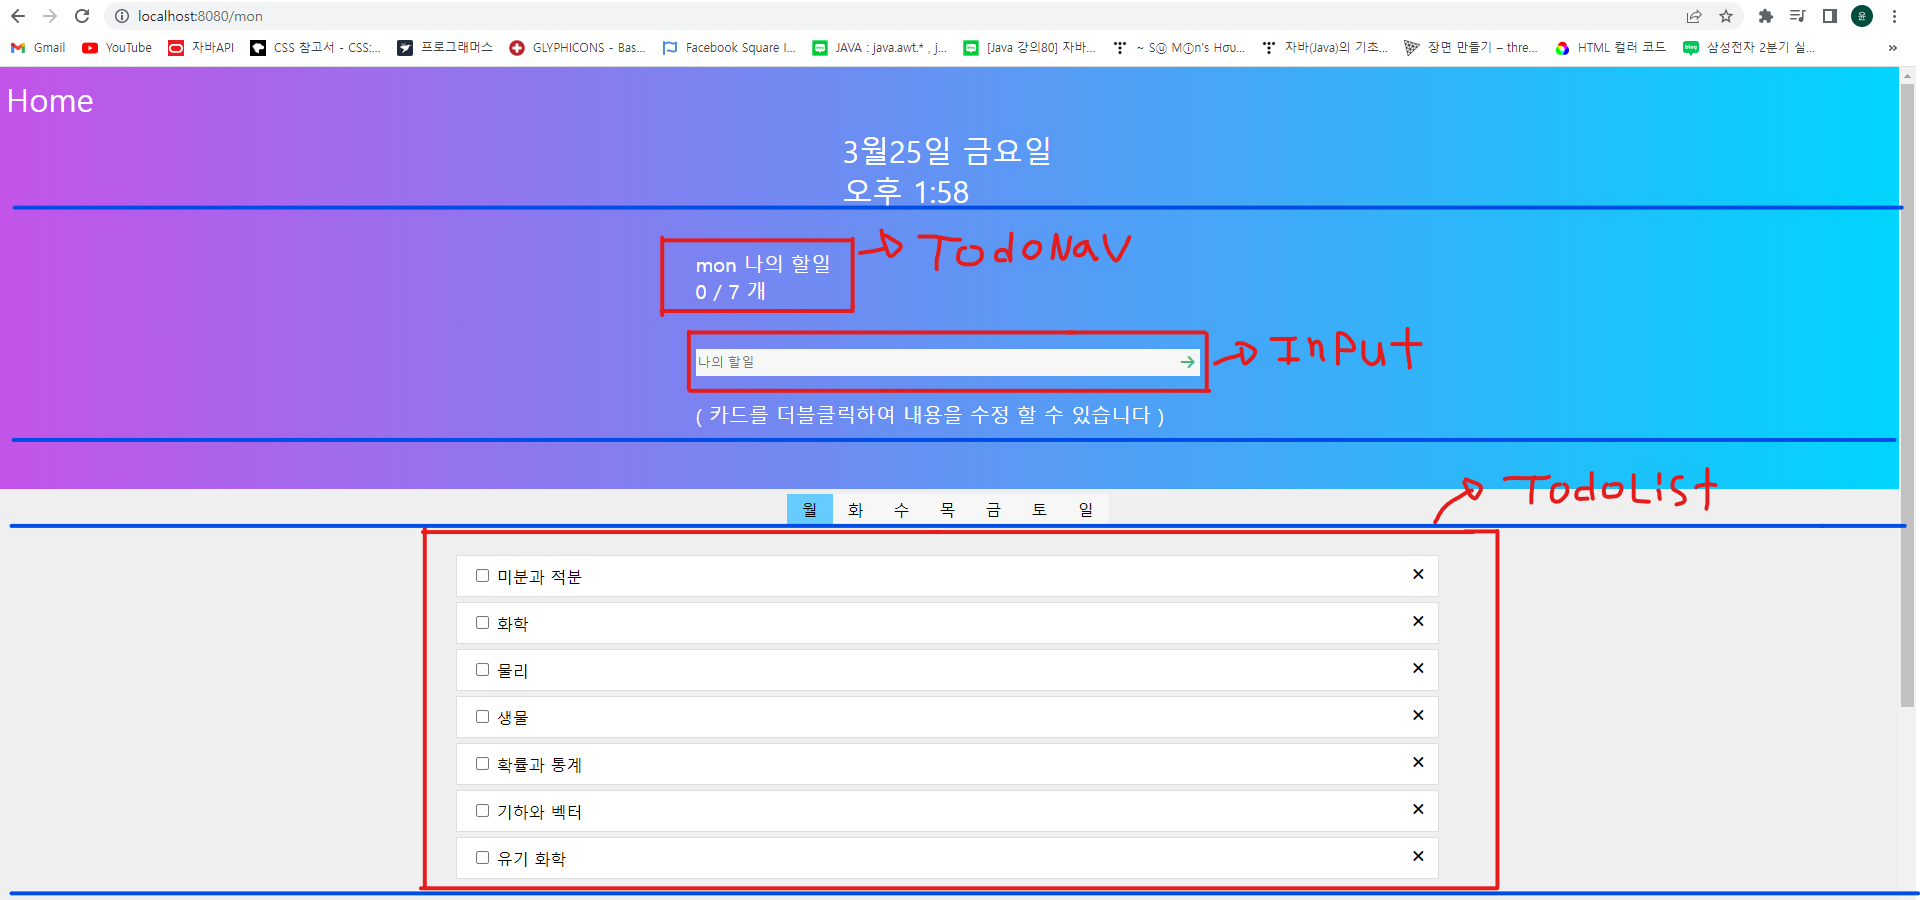 localhost:8080/mon
윤
Gmail
YouTube
자바API
CSS 참고서 - CSS:...
프로그래머스
GLYPHICONS - Bas...
Facebook Square I...
JAVA : java.awt.* , j...
[Java 강의80] 자바...
~ Sⓤ Mⓘn's Hσυ...
자바(Java)의 기초...
장면 만들기 – thre...
HTML 컬러 코드
blog
삼성전자 2분기 실...
»
Home
3월25일 금요일
오후 1:58
mon 나의 할일
0 / 7 개
TodoNaV
나의 할일
InPut
( 카드를 더블클릭하여 내용을 수정 할 수 있습니다 )
TodoList
월 화 수 목 금 토 일
미분과 적분
화학
물리
생물
확률과 통계
기하와 벡터
유기 화학